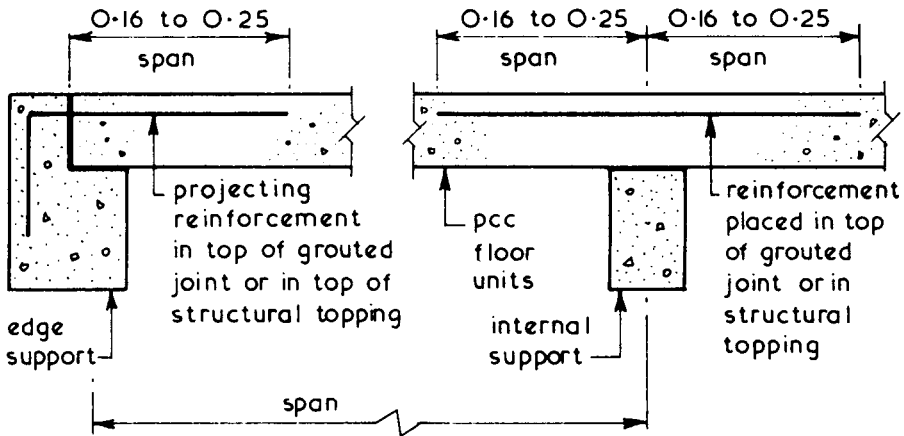 0·16 to 0·25
span
0·16 to 0·25
span
0·16 to 0·25
span
projecting
reinforcement
in top of grouted
joint or in top of
structural topping
edge
support
pcc
floor
units
internal
support
reinforcement
placed in top
of grouted
joint or in
structural
topping
span